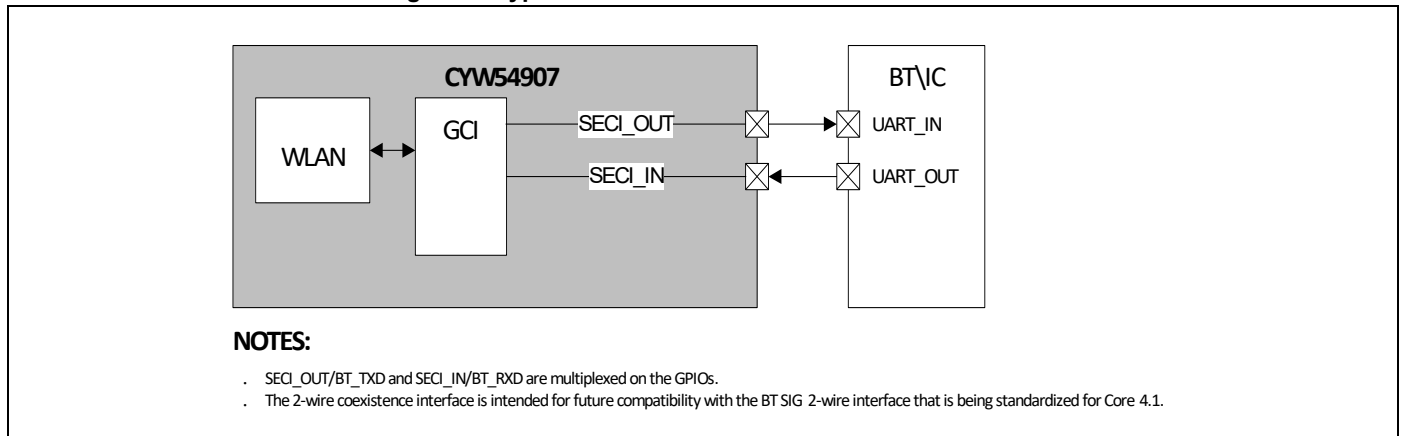 CYW54907
BT\IC
WLAN
GCI
SECI_OUT
UART_IN
SECI_IN
UART_OUT
NOTES:
. SECI_OUT/BT_TXD and SECI_IN/BT_RXD are multiplexed on the GPIOs.
. The 2-wire coexistence interface is intended for future compatibility with the BT SIG 2-wire interface that is being standardized for Core 4.1.